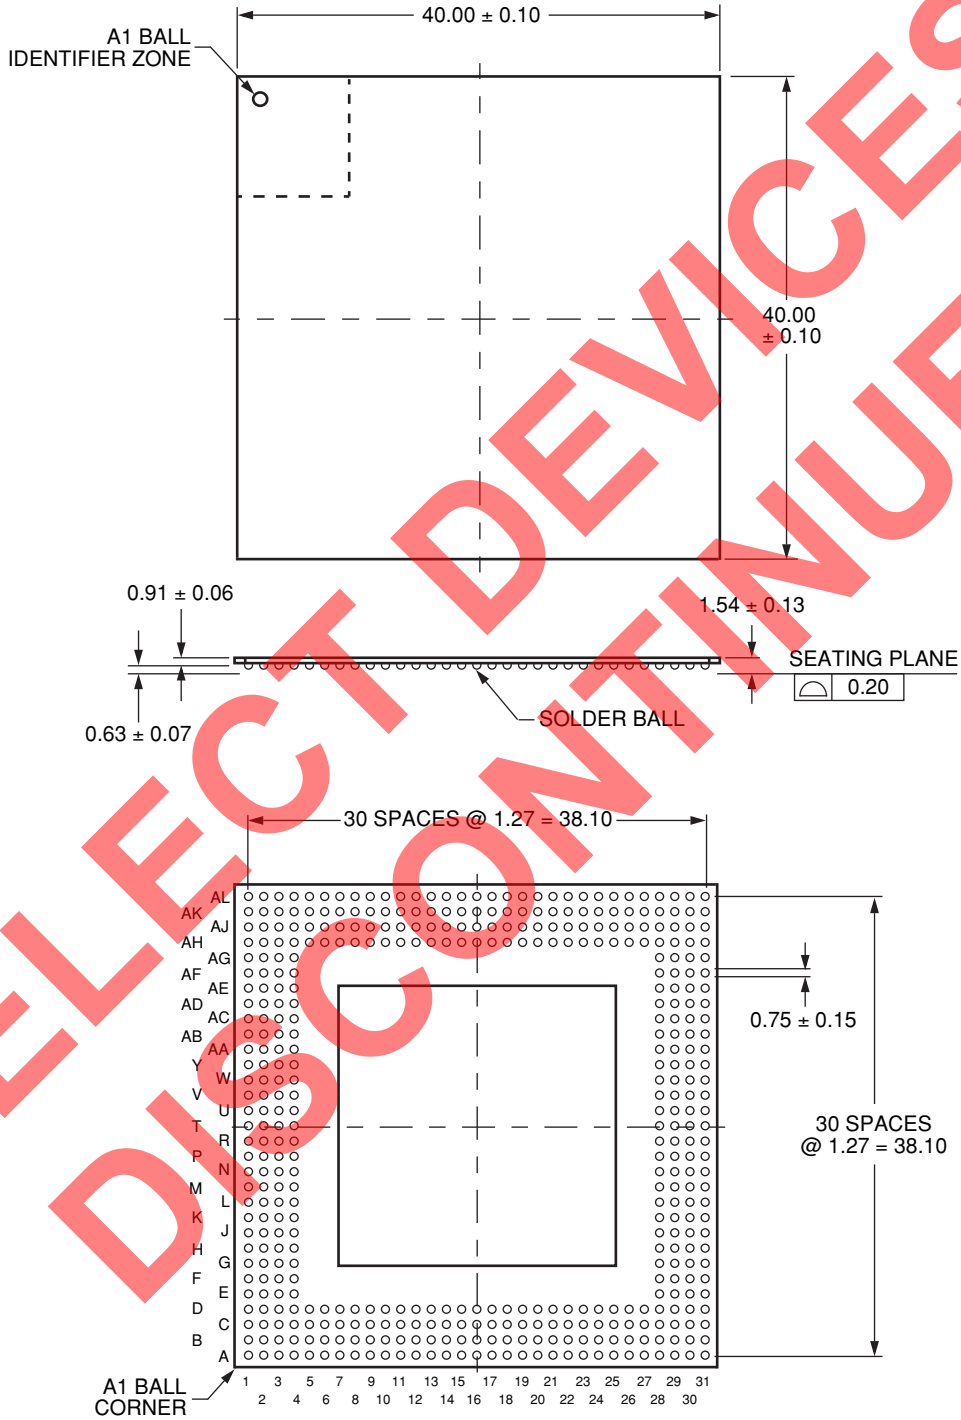 40.00 ± 0.10
A1 BALL
IDENTIFIER ZONE
40.00
± 0.10
0.91 ± 0.06
1.54 ± 0.13
SEATING PLANE
0.20
SOLDER BALL
0.63 ± 0.07
30 SPACES @ 1.27 = 38.10
AL
AK
AJ
AH
AG
AF
AE
AD
AC
AB
AA
Y
W
V
U
T
R
P
N
M
L
K
J
H
G
F
E
D
C
B
A
0.75 ± 0.15
30 SPACES
@ 1.27 = 38.10
1 3 5 7 9 11 13 15 17 19 21 23 25 27 29 31
2 4 6 8 10 12 14 16 18 20 22 24 26 28 30
A1 BALL
CORNER
ELECT DEVICES
DISCONTINUE